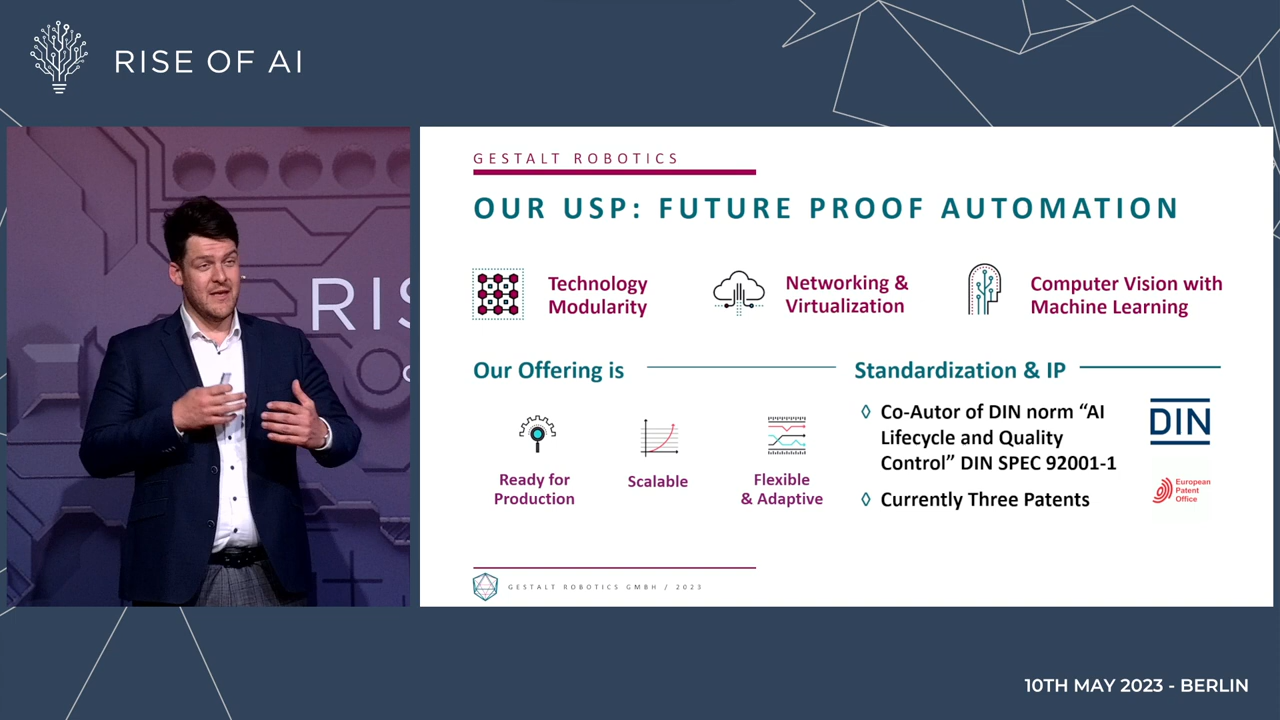 RISE OF AI
RIS
GESTALT ROBOTICS
OUR USP: FUTURE PROOF AUTOMATION
Technology
Modularity
Networking &
Virtualization
Computer Vision with
Machine Learning
Our Offering is
Ready for
Production
Scalable
Flexible
& Adaptive
Standardization & IP
◊ Co-Autor of DIN norm “AI
Lifecycle and Quality
Control” DIN SPEC 92001-1
◊ Currently Three Patents
DIN
European
Patent
Office
GESTALT ROBOTICS GMBH / 2023
10TH MAY 2023 - BERLIN